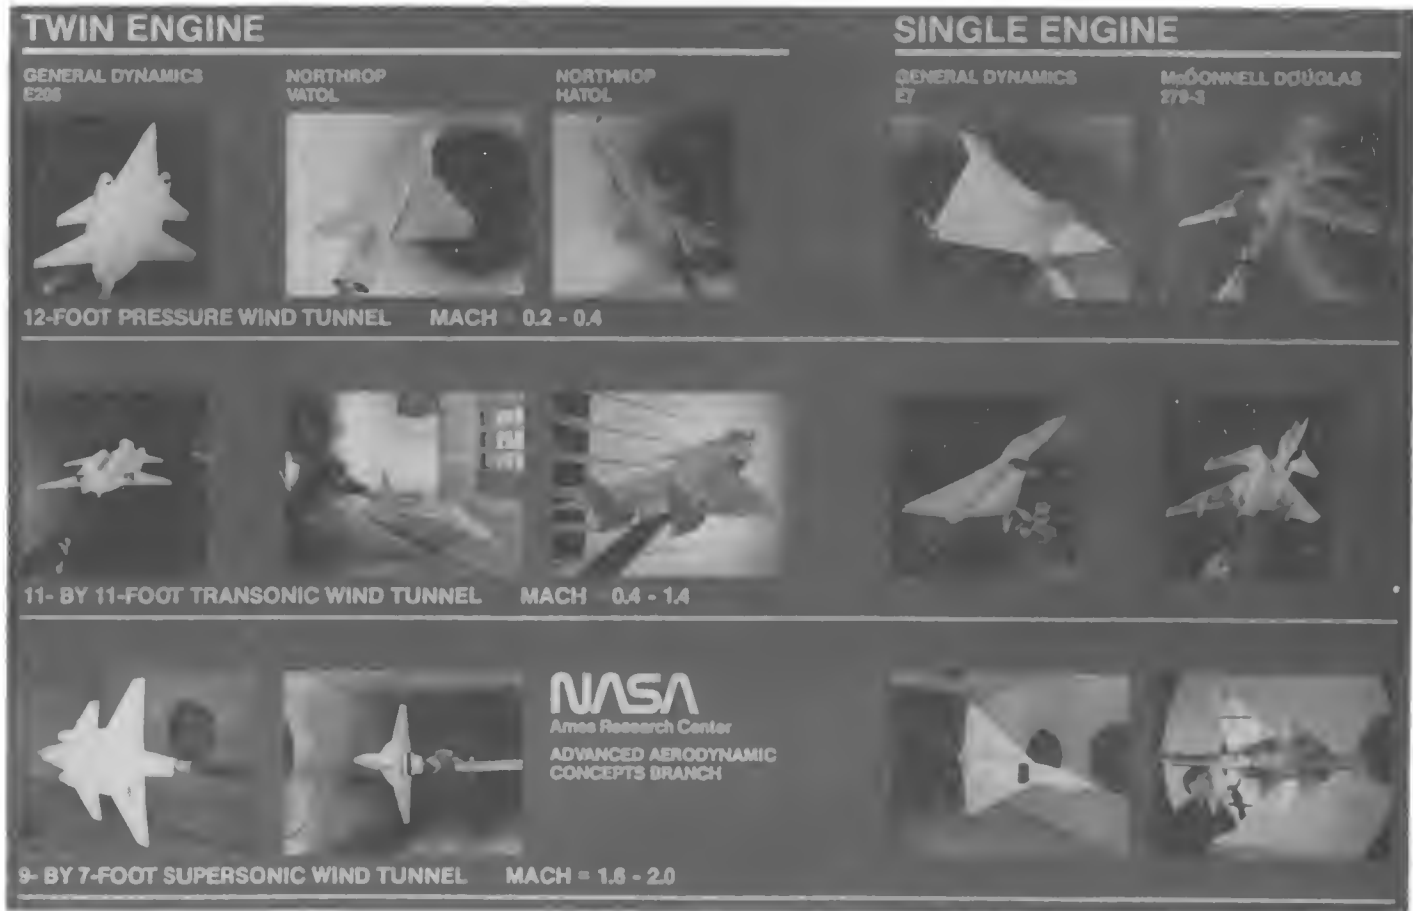 TWIN ENGINE
SINGLE ENGINE
GENERAL DYNAMICS
E205
NORTHROP
VATOL
NORTHROP
HATOL
GENERAL DYNAMICS
E7
McDONNELL DOUGLAS
279-3
12-FOOT PRESSURE WIND TUNNEL MACH = 0.2 - 0.4
11- BY 11-FOOT TRANSONIC WIND TUNNEL MACH 0.4 - 1.4
NASA
Ames Research Center
ADVANCED AERODYNAMIC
CONCEPTS BRANCH
9- BY 7-FOOT SUPERSONIC WIND TUNNEL MACH = 1.6 - 2.0